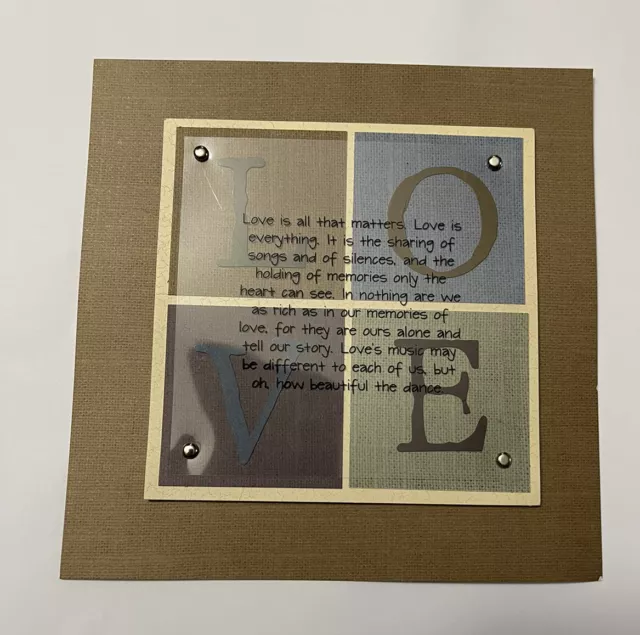 LO
VE
Love is all that matters. Love is
everything. It is the sharing of
songs and of silences, and the
holding of memories only the
heart can see. In nothing are we
as rich as in our memories of
love, for they are ours alone and
tell our story. Love's music may
be different to each of us, but
oh, how beautiful the dance.